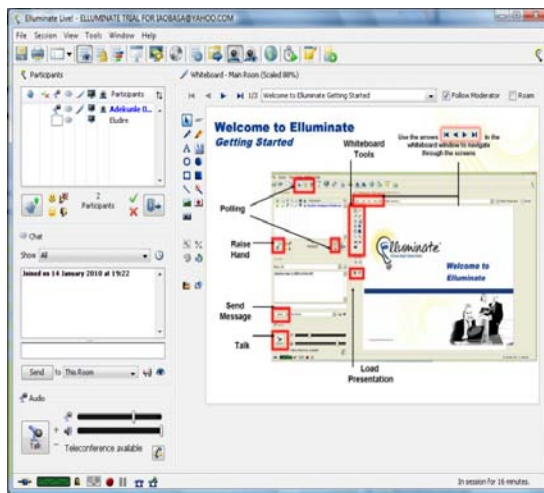 Elluminate Live! - ELLUMINATE TRIAL FOR IAOBASA@YAHOO.COM
File Session View Tools Window Help
Participants
Participants
Adekunle O...
Eludire
2
Participants
Chat
Show All
Joined on 14 January 2010 at 19:22
Send to This Room
Audio
Talk
Teleconference available
Whiteboard - Main Room (Scaled 88%)
1/3 Welcome to Elluminate Getting Started
Follow Moderator
Roam
Welcome to Elluminate
Getting Started
Whiteboard
Tools
Use the arrows in the
whiteboard window to navigate
through the screens
Polling
Raise
Hand
Send
Message
Talk
Load
Presentation
Elluminate
Welcome to
Elluminate
In session for 16 minutes.